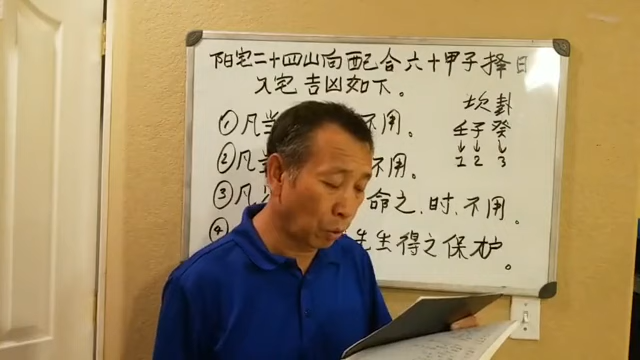 阳宅二十四山向配合六十甲子择日
入宅吉凶如下。
坎卦
壬子癸
↓↓↓
1 2 3
①凡当 不用。
②凡 不用。
③凡 命之、时、不用。
④ 先生得之保护。